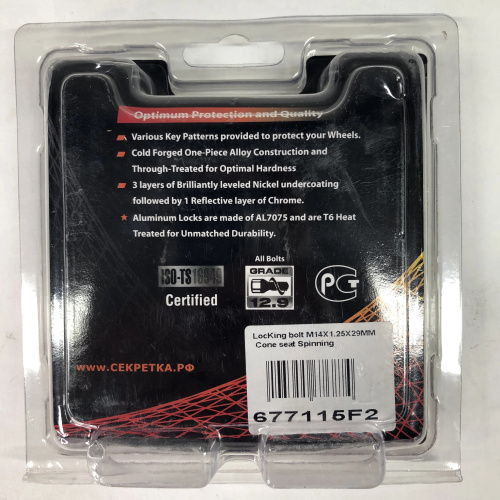 Optimum Protection and Quality
Various Key Patterns provided to protect your Wheels.
Cold Forged One-Piece Alloy Construction and
Through-Treated for Optimal Hardness
3 layers of Brilliantly leveled Nickel undercoating
followed by 1 Reflective layer of Chrome.
Aluminum Locks are made of AL7075 and are T6 Heat
Treated for Unmatched Durability.
All Bolts
ISO-TS16949
GRADE
12.9
Certified
РСТ
LocKing bolt M14X1.25X29MM
Cone seat Spinning
WWW.СЕКРЕТКА.РФ
677115F2